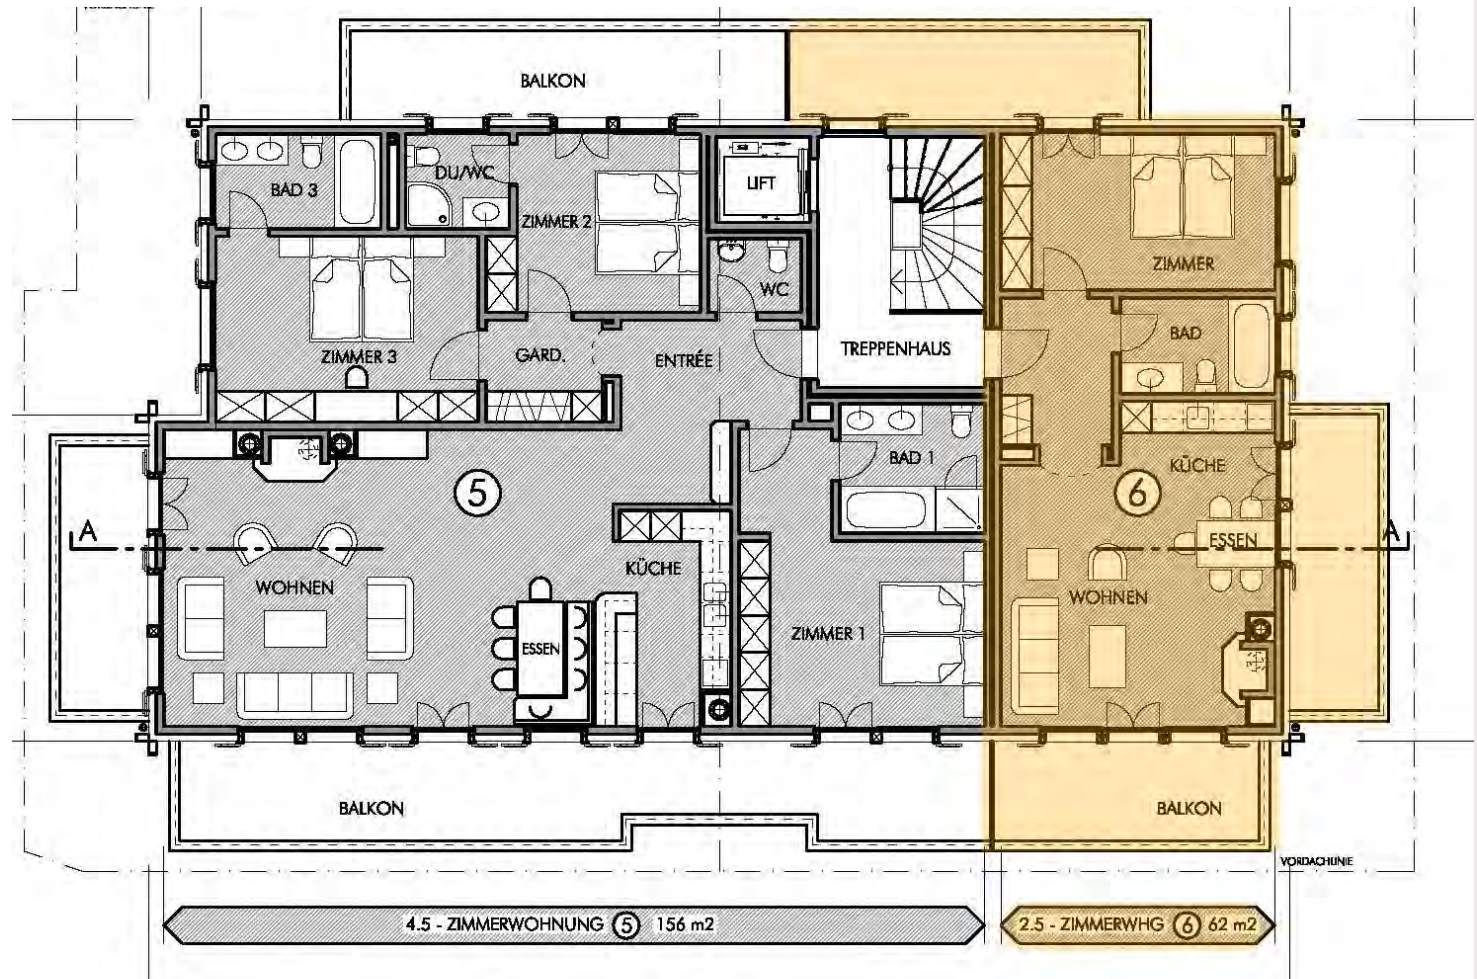 BALKON
BAD 3
DU/WC
ZIMMER 2
LIFT
ZIMMER
WC
ZIMMER 3
GARD.
ENTRÉE
TREPPENHAUS
BAD
BAD 1
KÜCHE
5
6
A
A
ESSEN
KÜCHE
WOHNEN
WOHNEN
ZIMMER 1
ESSEN
BALKON
BALKON
VORDACHLINIE
4.5 - ZIMMERWOHNUNG 5 156 m2
2.5 - ZIMMERWHG 6 62 m2